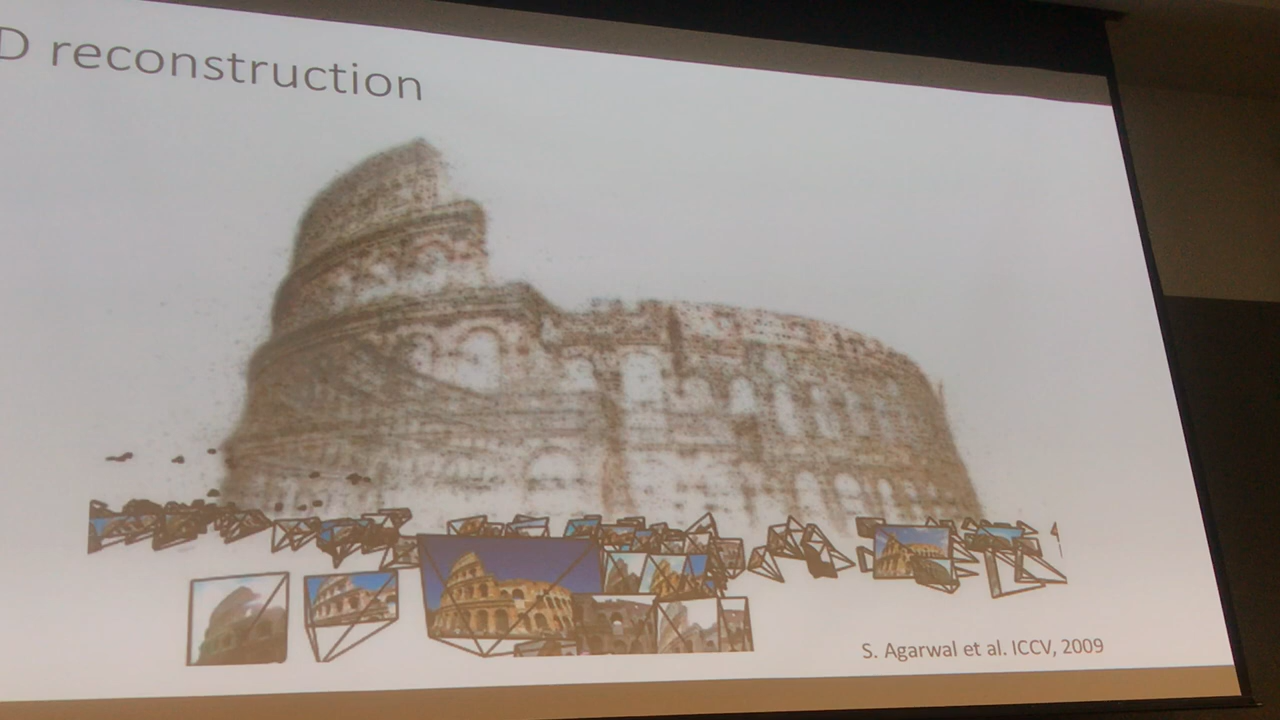 D reconstruction
S. Agarwal et al. ICCV, 2009